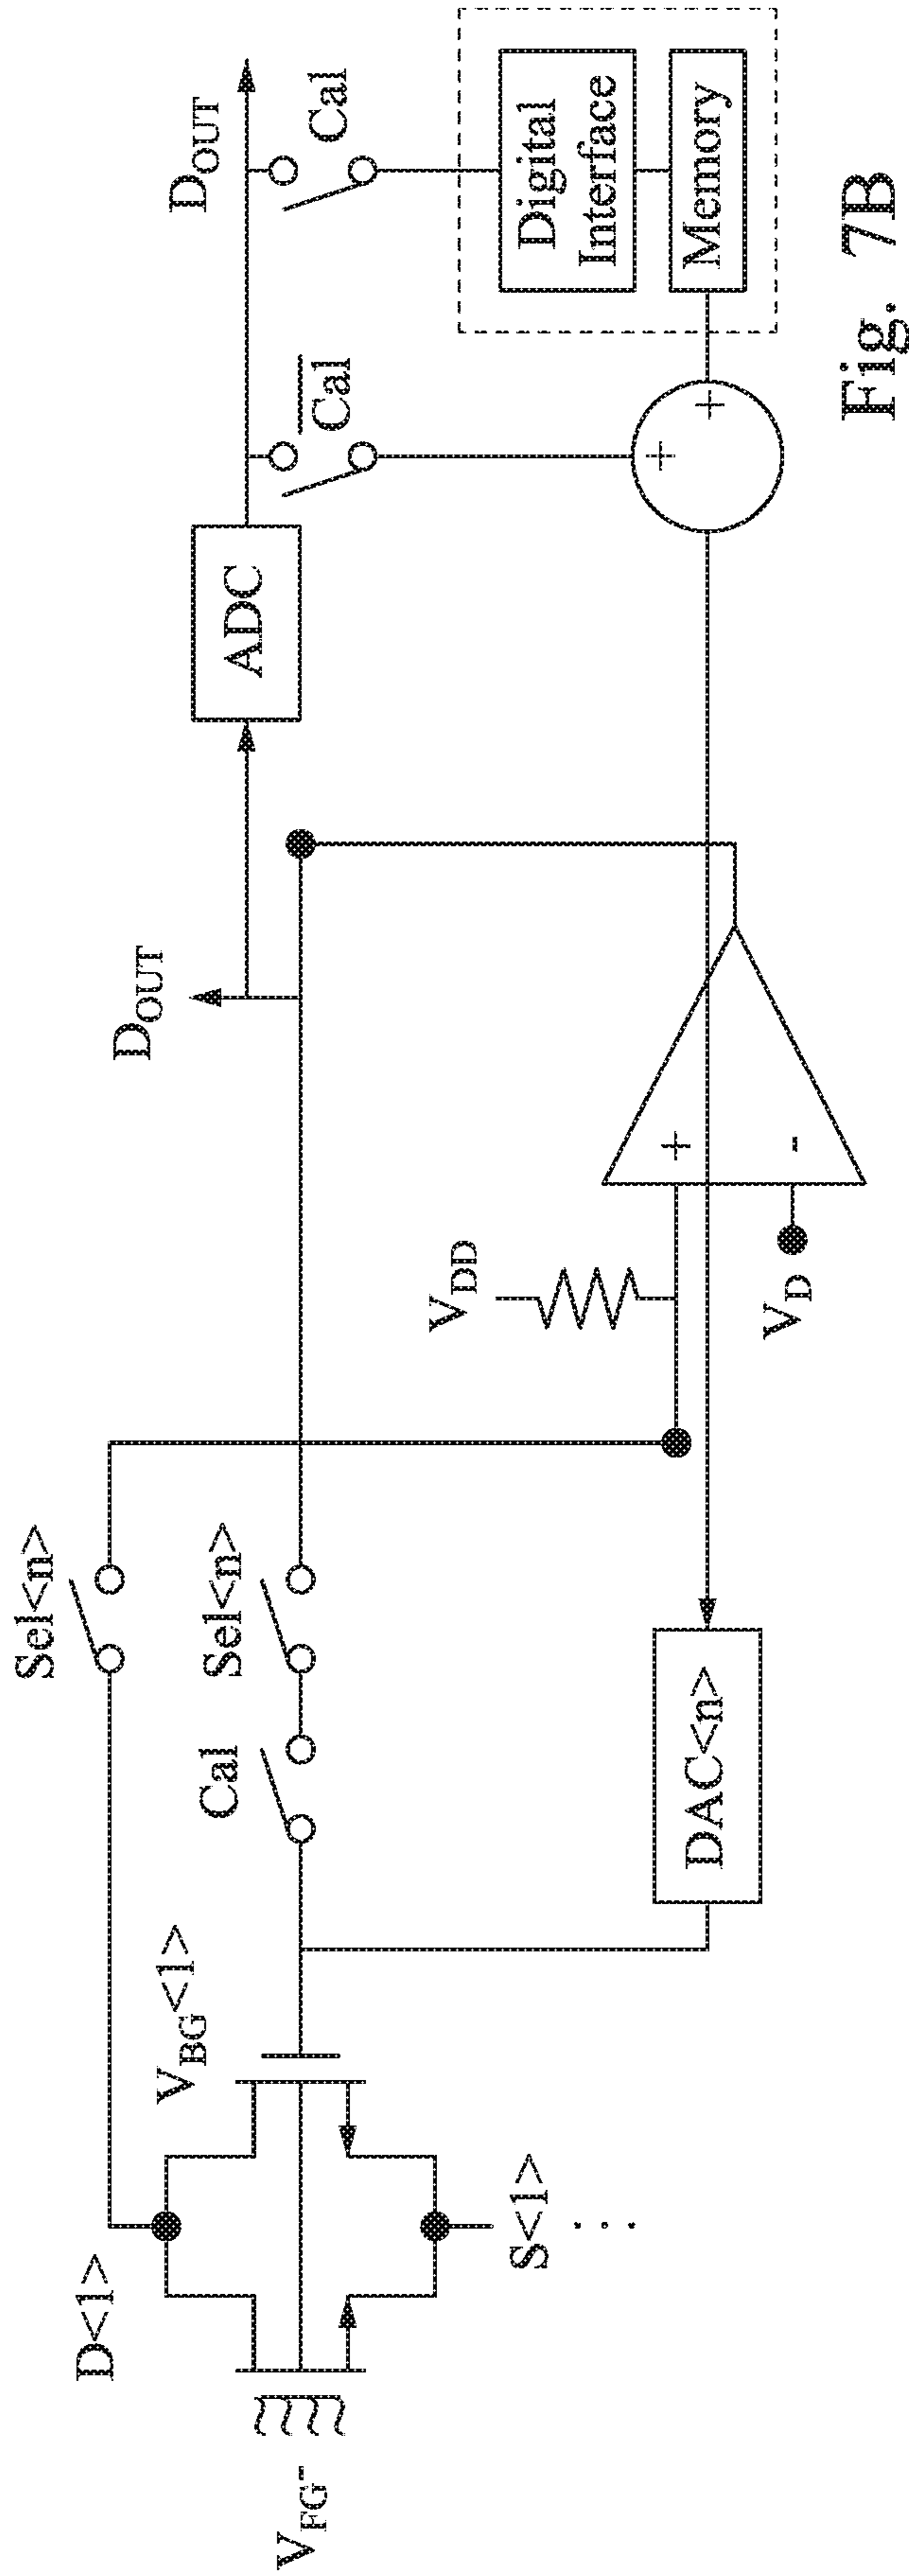 Sel<n>
D<1>
V_BG<1>
Cal
Sel<n>
D_OUT
ADC
D_OUT
Cal
C̅a̅l̅
V_FG-
S<1>
...
DAC<n>
V_DD
V_D
+
-
+
+
Digital
Interface
Memory
Fig. 7B